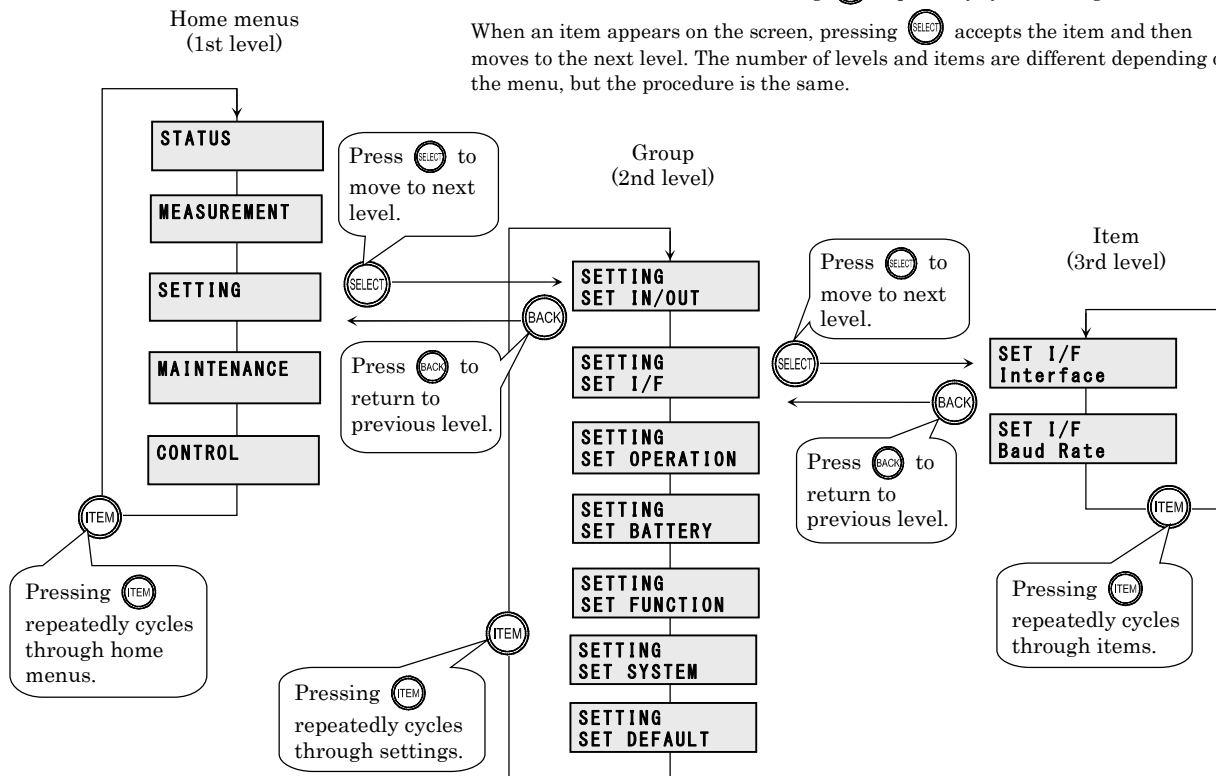 Home menus
(1st level)
When an item appears on the screen, pressing SELECT accepts the item and then
moves to the next level. The number of levels and items are different depending
the menu, but the procedure is the same.
STATUS
MEASUREMENT
SETTING
MAINTENANCE
CONTROL
ITEM
Pressing ITEM
repeatedly cycles
through home
menus.
Press SELECT to
move to next
level.
SELECT
BACK
Press BACK to
return to
previous level.
Group
(2nd level)
SETTING
SET IN/OUT
SETTING
SET I/F
SETTING
SET OPERATION
SETTING
SET BATTERY
SETTING
SET FUNCTION
SETTING
SET SYSTEM
SETTING
SET DEFAULT
ITEM
Pressing ITEM
repeatedly cycles
through settings.
Press SELECT to
move to next
level.
SELECT
BACK
Press BACK to
return to
previous level.
Item
(3rd level)
SET I/F
Interface
SET I/F
Baud Rate
ITEM
Pressing ITEM
repeatedly cycles
through items.